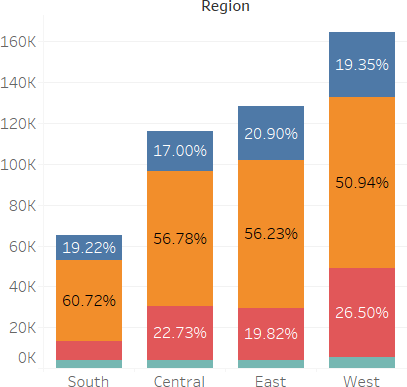 Region
160K
19.35%
140K
120K
17.00%
20.90%
100K
50.94%
80K
56.78%
56.23%
60K
19.22%
40K
60.72%
26.50%
20K
22.73%
19.82%
0K
South Central East West